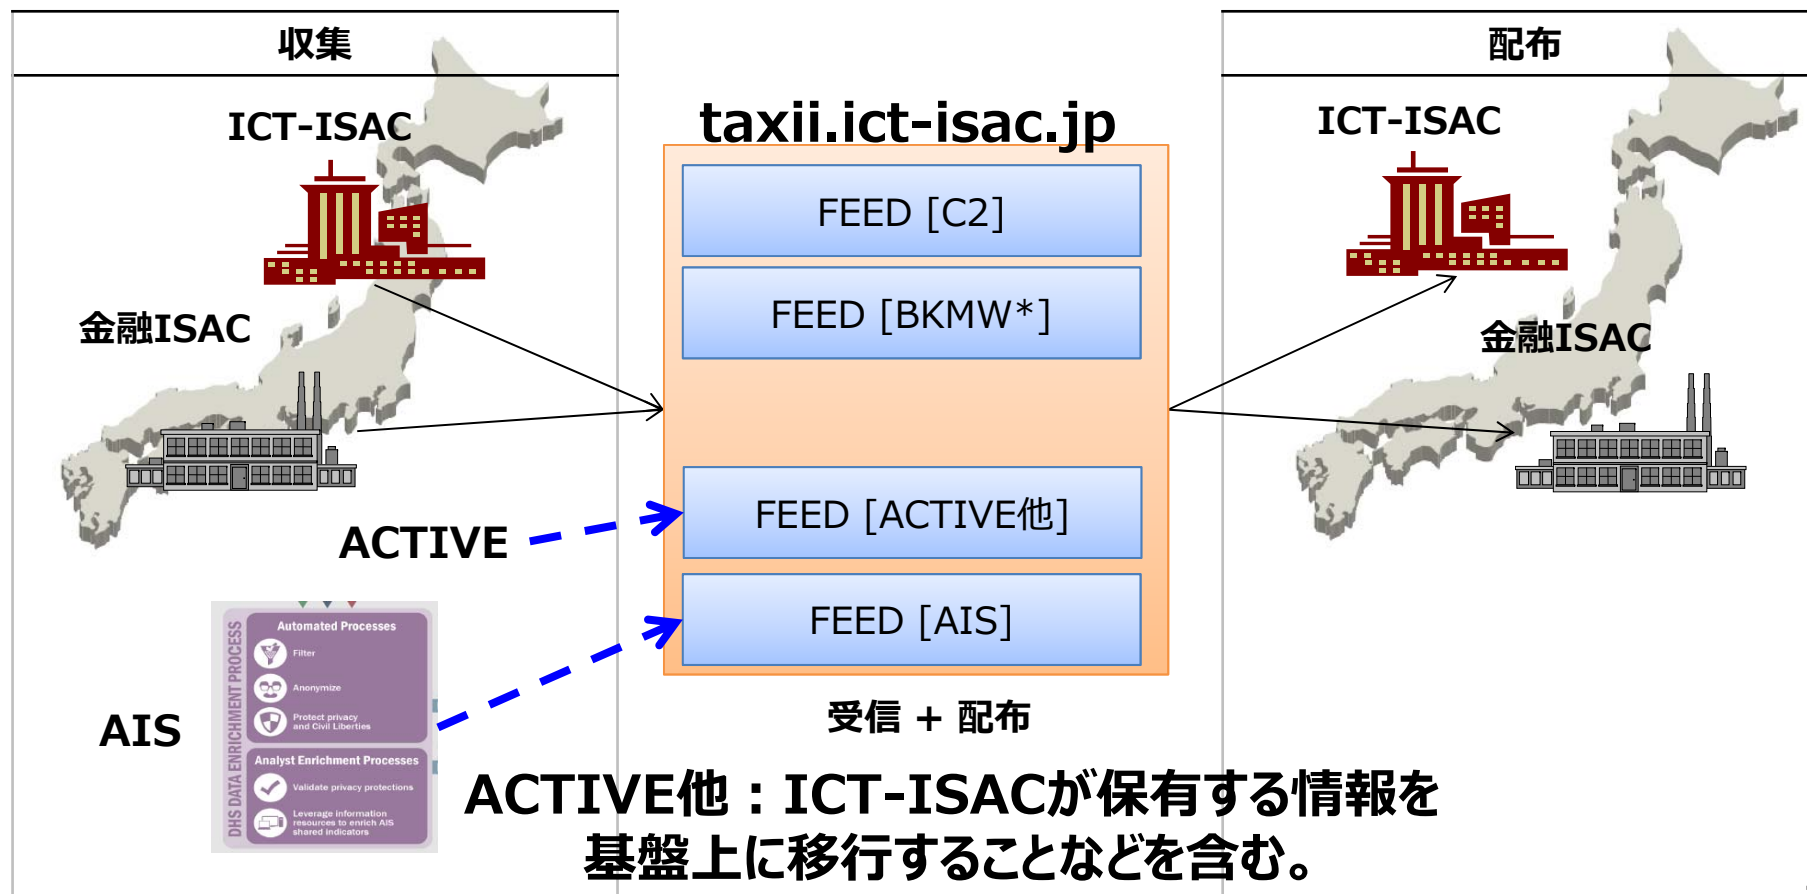 収集
ICT-ISAC
金融ISAC
ACTIVE
AIS
DHS DATA ENRICHMENT PROCESS
Automated Processes
Filter
Anonymize
Protect privacy
and Civil Liberties
Analyst Enrichment Processes
Validate privacy protections
Leverage information
resources to enrich AIS
shared indicators
taxii.ict-isac.jp
FEED [C2]
FEED [BKMW*]
FEED [ACTIVE他]
FEED [AIS]
受信 + 配布
ACTIVE他：ICT-ISACが保有する情報を
基盤上に移行することなどを含む。
配布
ICT-ISAC
金融ISAC